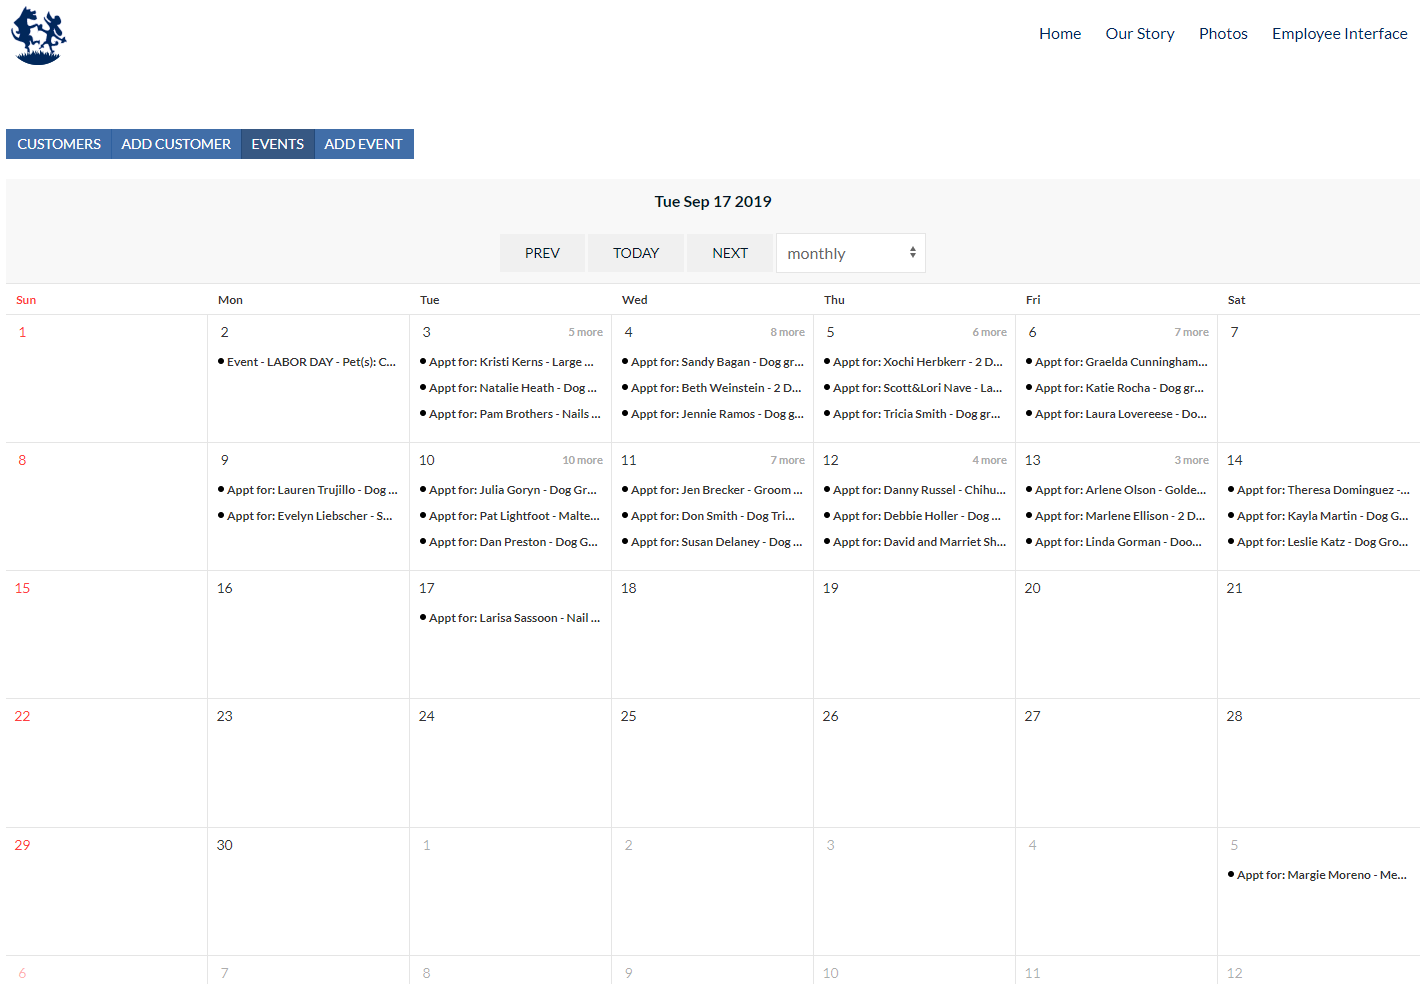 Home Our Story Photos Employee Interface
CUSTOMERS ADD CUSTOMER EVENTS ADD EVENT
Tue Sep 17 2019
PREV TODAY NEXT monthly
Sun Mon Tue Wed Thu Fri Sat
1 2 3 5 more 4 8 more 5 6 more 6 7 more 7
Event - LABOR DAY - Pet(s): C... Appt for: Kristi Kerns - Large ... Appt for: Sandy Bagan - Dog gr... Appt for: Xochi Herbkerr - 2 D... Appt for: Graelda Cunningham...
Appt for: Natalie Heath - Dog ... Appt for: Beth Weinstein - 2 D... Appt for: Scott&Lori Nave - La... Appt for: Katie Rocha - Dog gr...
Appt for: Pam Brothers - Nails ... Appt for: Jennie Ramos - Dog g... Appt for: Tricia Smith - Dog gr... Appt for: Laura Lovereese - Do...
8 9 10 10 more 11 7 more 12 4 more 13 3 more 14
Appt for: Lauren Trujillo - Dog ... Appt for: Julia Goryn - Dog Gr... Appt for: Jen Brecker - Groom ... Appt for: Danny Russel - Chihu... Appt for: Arlene Olson - Golde... Appt for: Theresa Dominguez -...
Appt for: Evelyn Liebscher - S... Appt for: Pat Lightfoot - Malte... Appt for: Don Smith - Dog Tri... Appt for: Debbie Holler - Dog ... Appt for: Marlene Ellison - 2 D... Appt for: Kayla Martin - Dog G...
Appt for: Dan Preston - Dog G... Appt for: Susan Delaney - Dog ... Appt for: David and Marriet Sh... Appt for: Linda Gorman - Doo... Appt for: Leslie Katz - Dog Gro...
15 16 17 18 19 20 21
Appt for: Larisa Sassoon - Nail ...
22 23 24 25 26 27 28
29 30 1 2 3 4 5
Appt for: Margie Moreno - Me...
6 7 8 9 10 11 12